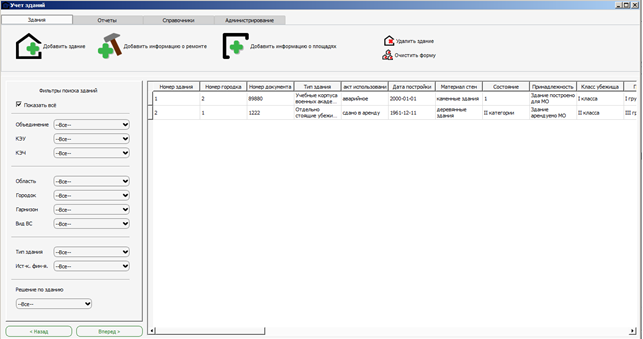 Учет зданий
Здания Отчеты Справочники Администрирование
Добавить здание Добавить информацию о ремонте Добавить информацию о площадях
Удалить здание
Очистить форму
Фильтры поиска зданий
Показать всё
Объединение --Все--
КЭУ --Все--
КЭЧ --Все--
Область --Все--
Городок --Все--
Гарнизон --Все--
Вид ВС --Все--
Тип здания --Все--
Ист-к. фин-я. --Все--
Решение по зданию
--Все--
« Назад Вперед »
Номер здания Номер городка Номер документа Тип здания акт использовани Дата постройки Материал стен Состояние Принадлежность Класс убежища Г
1 2 89880 Учебные корпуса военных акаде... аварийное 2000-01-01 каменные здания 1 Здание построено для МО I класса I гру
2 1 1222 Отдельно стоящие убежи... сдано в аренду 1961-12-11 деревянные здания II категории Здание арендуемо МО II класса III г